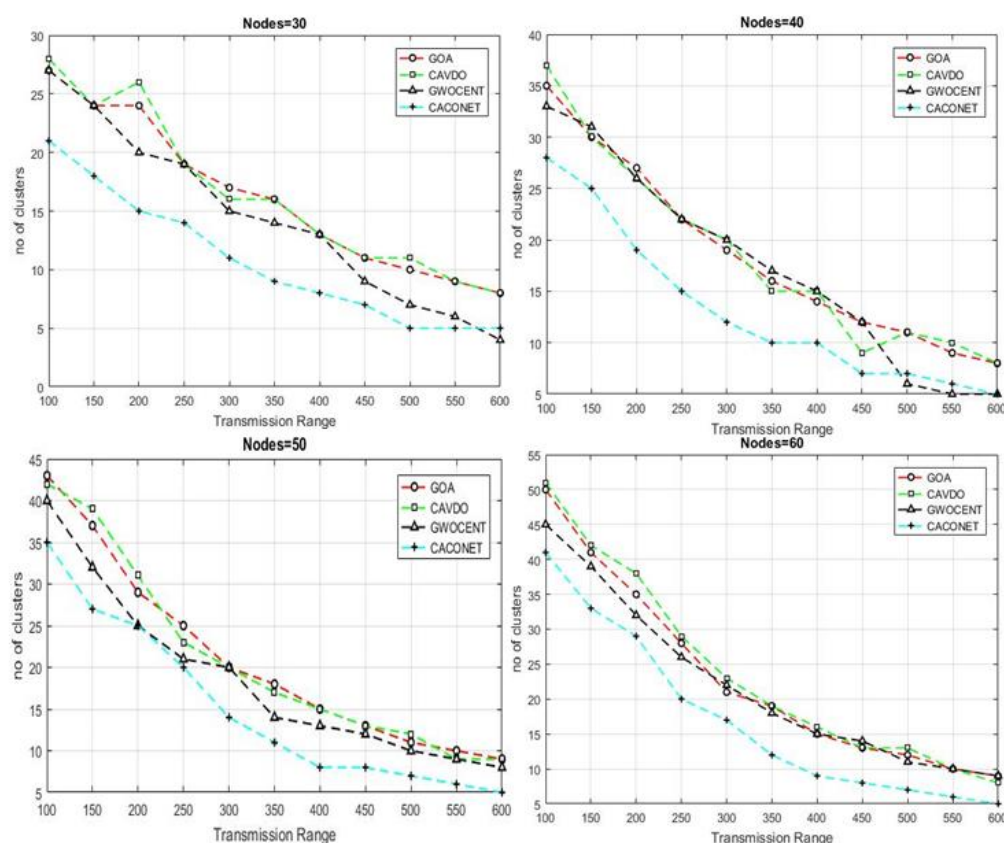 Nodes=30
30
25
20
15
10
5
0
no of clusters
GOA
CAVDO
GWOCENT
CACONET
100 150 200 250 300 350 400 450 500 550 600
Transmission Range
Nodes=40
40
35
30
25
20
15
10
5
no of clusters
GOA
CAVDO
GWOCENT
CACONET
100 150 200 250 300 350 400 450 500 550 600
Transmission Range
Nodes=50
45
40
35
30
25
20
15
10
5
no of clusters
GOA
CAVDO
GWOCENT
CACONET
100 150 200 250 300 350 400 450 500 550 600
Transmission Range
Nodes=60
55
50
45
40
35
30
25
20
15
10
5
no of clusters
GOA
CAVDO
GWOCENT
CACONET
100 150 200 250 300 350 400 450 500 550 600
Transmission Range